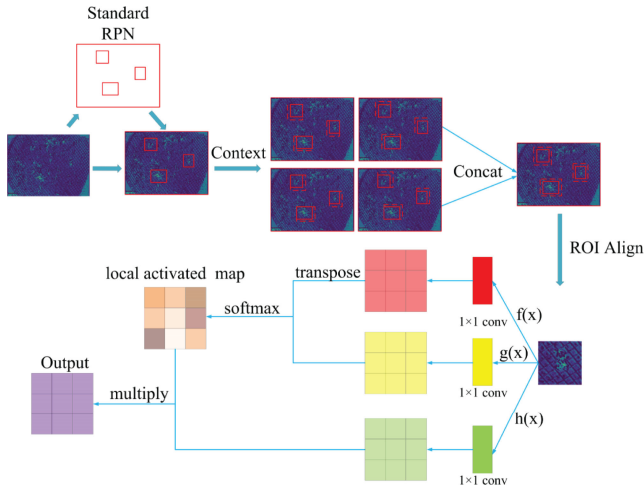 Standard
RPN
Context
Concat
ROI Align
local activated map
transpose
softmax
1×1 conv
f(x)
g(x)
Output
multiply
1×1 conv
h(x)
1×1 conv